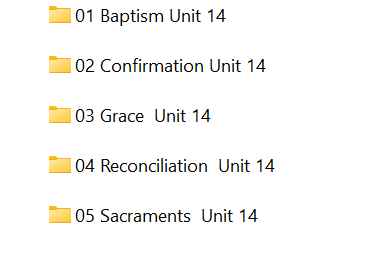 01 Baptism Unit 14
02 Confirmation Unit 14
03 Grace  Unit 14
04 Reconciliation  Unit 14
05 Sacraments  Unit 14